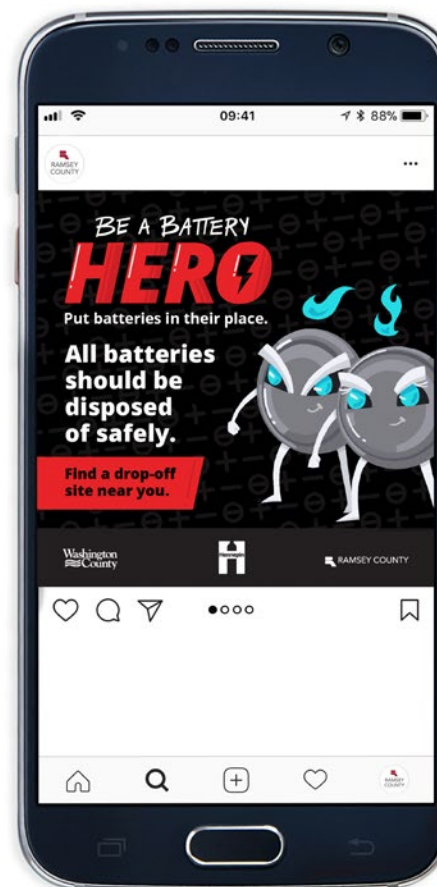 09:41
88%
RAMSEY
COUNTY
BE A BATTERY
HERO
Put batteries in their place.
All batteries
should be
disposed
of safely.
Find a drop-off
site near you.
Washington
County
Hennepin
RAMSEY COUNTY
RAMSEY
COUNTY